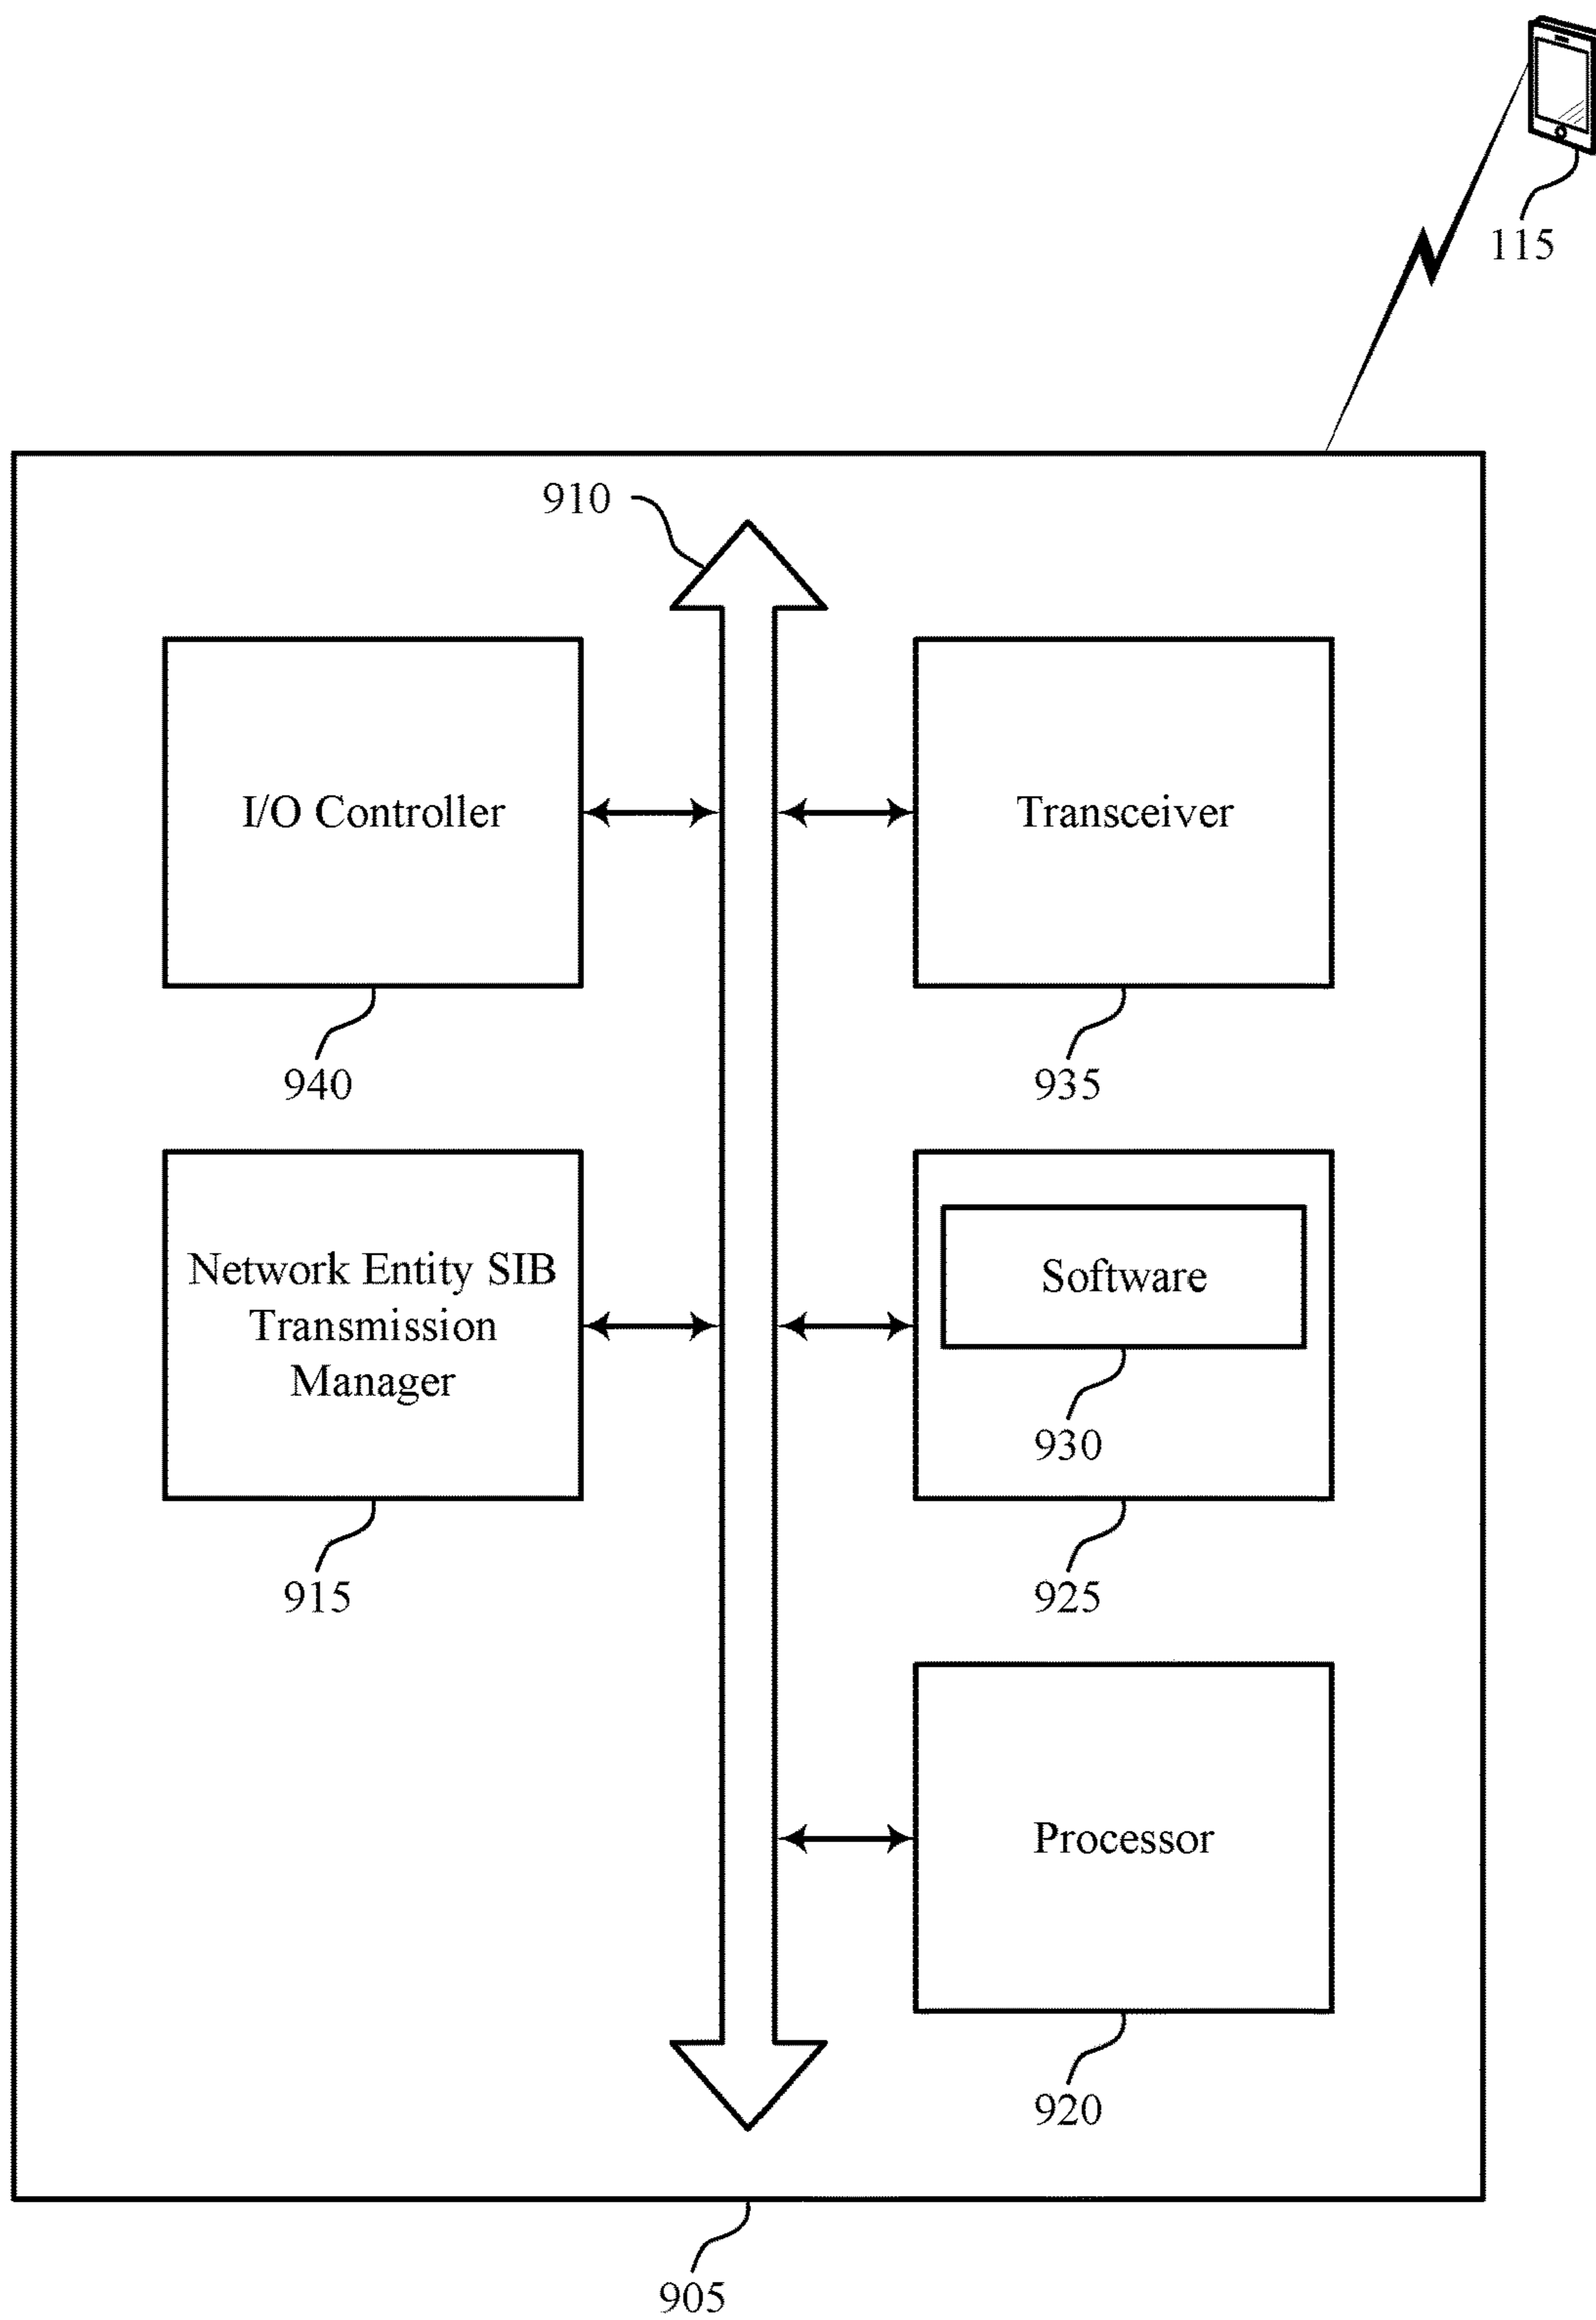 115
910
I/O Controller
Transceiver
940
935
Network Entity SIB
Transmission
Manager
Software
930
915
925
Processor
920
905